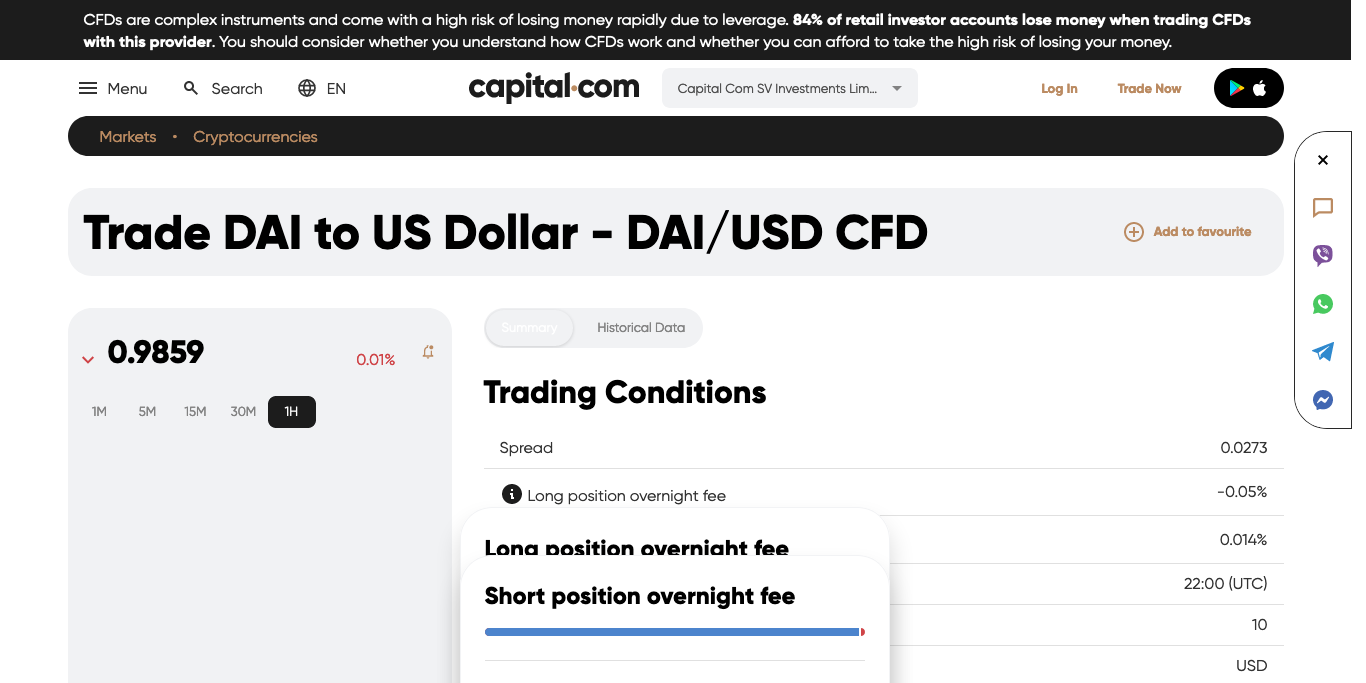 CFDs are complex instruments and come with a high risk of losing money rapidly due to leverage. 84% of retail investor accounts lose money when trading CFDs
with this provider. You should consider whether you understand how CFDs work and whether you can afford to take the high risk of losing your money.
Menu Search EN capital.com Capital Com SV Investments Lim... Log In Trade Now
Markets • Cryptocurrencies
Trade DAI to US Dollar - DAI/USD CFD Add to favourite
0.9859 0.01%
1M 5M 15M 30M 1H
Summary Historical Data
Trading Conditions
Spread 0.0273
Long position overnight fee -0.05%
Long position overnight fee 0.014%
Short position overnight fee 22:00 (UTC)
10
USD